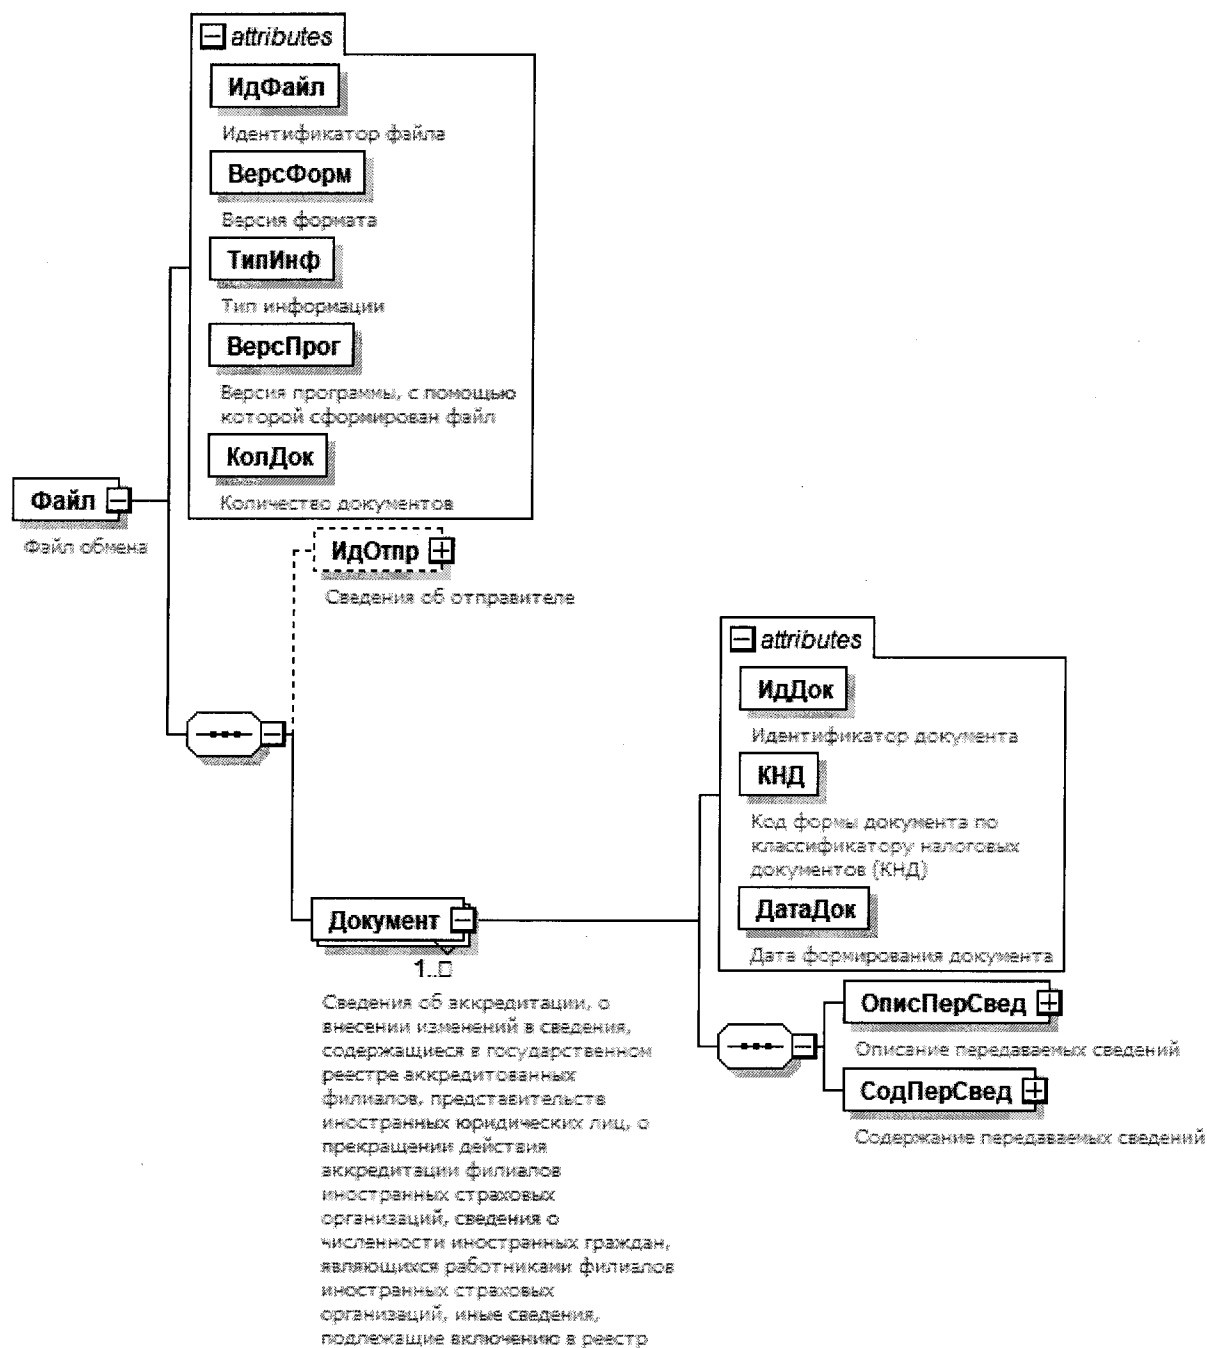 attributes
ИдФайл
Идентификатор файла
ВерсФорм
Версия формата
ТипИнф
Тип информации
ВерсПрог
Версия программы, с помощью
которой сформирован файл
КолДок
Количество документов
Файл
Файл обмена
ИдОтпр
Сведения об отправителе
attributes
ИдДок
Идентификатор документа
КНД
Код формы документа по
классификатору налоговых
документов (КНД)
ДатаДок
Дата формирования документа
Документ
1..□
Сведения об аккредитации, о
внесении изменений в сведения,
содержащиеся в государственном
реестре аккредитованных
филиалов, представительств
иностранных юридических лиц, о
прекращении действия
аккредитации филиалов
иностранных страховых
организаций, сведения о
численности иностранных граждан,
являющихся работниками филиалов
иностранных страховых
организаций, иные сведения,
подлежащие включению в реестр
ОписПерСвед
Описание передаваемых сведений
СодПерСвед
Содержание передаваемых сведений